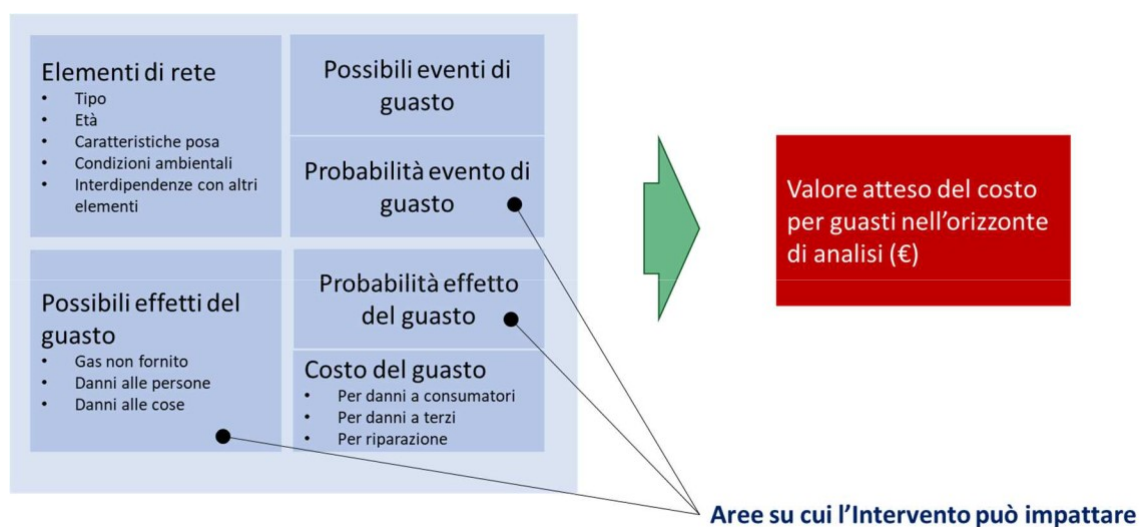 Elementi di rete
• Tipo
• Età
• Caratteristiche posa
• Condizioni ambientali
• Interdipendenze con altri
elementi
Possibili eventi di
guasto
Probabilità evento di
guasto
Possibili effetti del
guasto
• Gas non fornito
• Danni alle persone
• Danni alle cose
Probabilità effetto
del guasto
Costo del guasto
• Per danni a consumatori
• Per danni a terzi
• Per riparazione
Valore atteso del costo
per guasti nell'orizzonte
di analisi (€)
Aree su cui l'Intervento può impattare